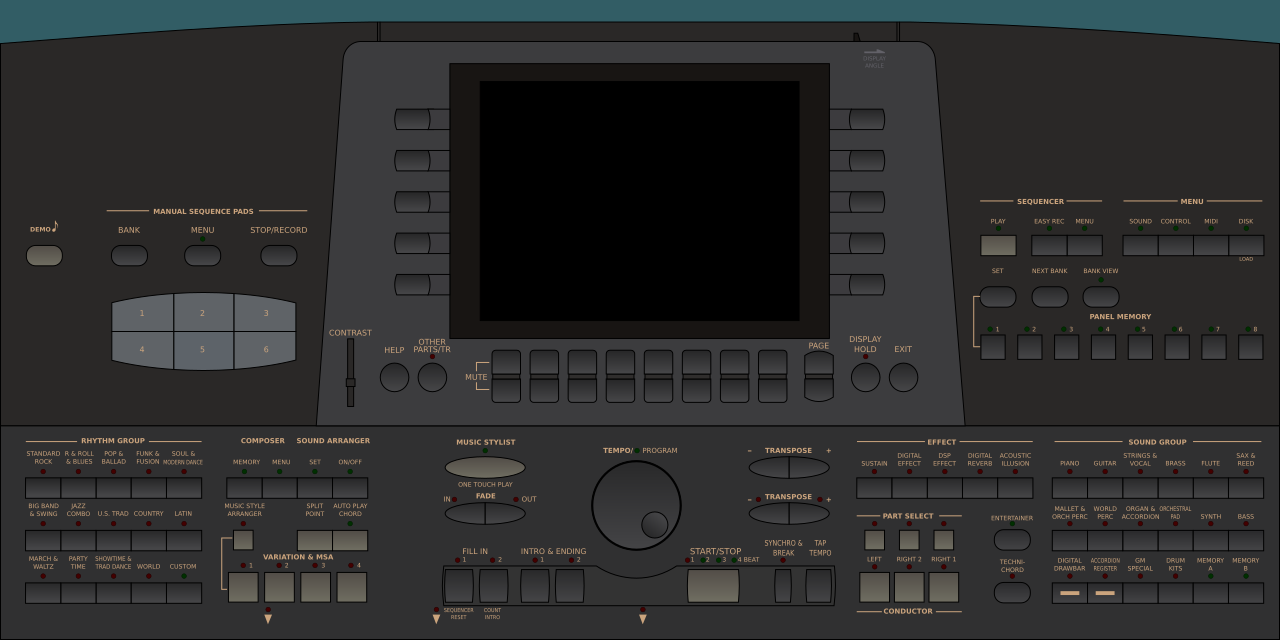 DISPLAY
ANGLE
DEMO
MANUAL SEQUENCE PADS
BANK
MENU
STOP/RECORD
1
2
3
4
5
6
CONTRAST
HELP
OTHER
PARTS/TR
MUTE
PAGE
DISPLAY
HOLD
EXIT
SEQUENCER
MENU
PLAY
EASY REC
MENU
SOUND
CONTROL
MIDI
DISK
LOAD
SET
NEXT BANK
BANK VIEW
PANEL MEMORY
1
2
3
4
5
6
7
8
RHYTHM GROUP
STANDARD
ROCK
R & ROLL
& BLUES
POP &
BALLAD
FUNK &
FUSION
SOUL &
MODERN DANCE
BIG BAND
& SWING
JAZZ
COMBO
U.S. TRAD
COUNTRY
LATIN
MARCH &
WALTZ
PARTY
TIME
SHOWTIME &
TRAD DANCE
WORLD
CUSTOM
COMPOSER
SOUND ARRANGER
MEMORY
MENU
SET
ON/OFF
MUSIC STYLE
ARRANGER
SPLIT
POINT
AUTO PLAY
CHORD
VARIATION & MSA
1
2
3
4
MUSIC STYLIST
ONE TOUCH PLAY
IN
FADE
OUT
FILL IN
1
2
INTRO & ENDING
1
2
SEQUENCER
RESET
COUNT
INTRO
TEMPO/
PROGRAM
START/STOP
1
2
3
4 BEAT
SYNCHRO &
BREAK
TAP
TEMPO
– TRANSPOSE +
– TRANSPOSE +
EFFECT
SUSTAIN
DIGITAL
EFFECT
DSP
EFFECT
DIGITAL
REVERB
ACOUSTIC
ILLUSION
PART SELECT
LEFT
RIGHT 2
RIGHT 1
CONDUCTOR
ENTERTAINER
TECHNI-
CHORD
SOUND GROUP
PIANO
GUITAR
STRINGS &
VOCAL
BRASS
FLUTE
SAX &
REED
MALLET &
ORCH PERC
WORLD
PERC
ORGAN &
ACCORDION
ORCHESTRAL
PAD
SYNTH
BASS
DIGITAL
DRAWBAR
ACCORDION
REGISTER
GM
SPECIAL
DRUM
KITS
MEMORY
A
MEMORY
B